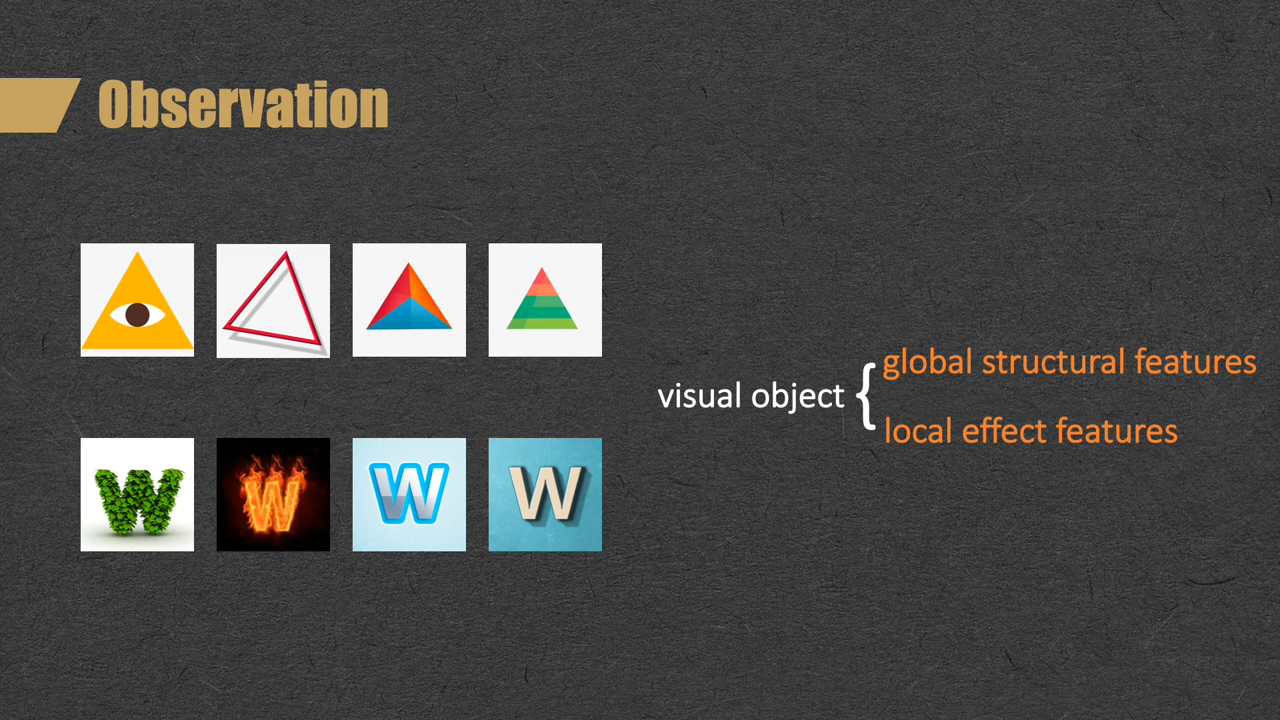 Observation
W
W
W
W
visual object {
global structural features
local effect features